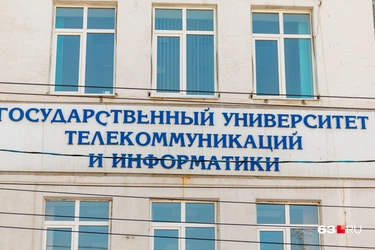 ГОСУДАРСТВЕННЫЙ УНИВЕРСИТЕТ
ТЕЛЕКОММУНИКАЦИЙ
И ИНФОРМАТИКИ
63.RU